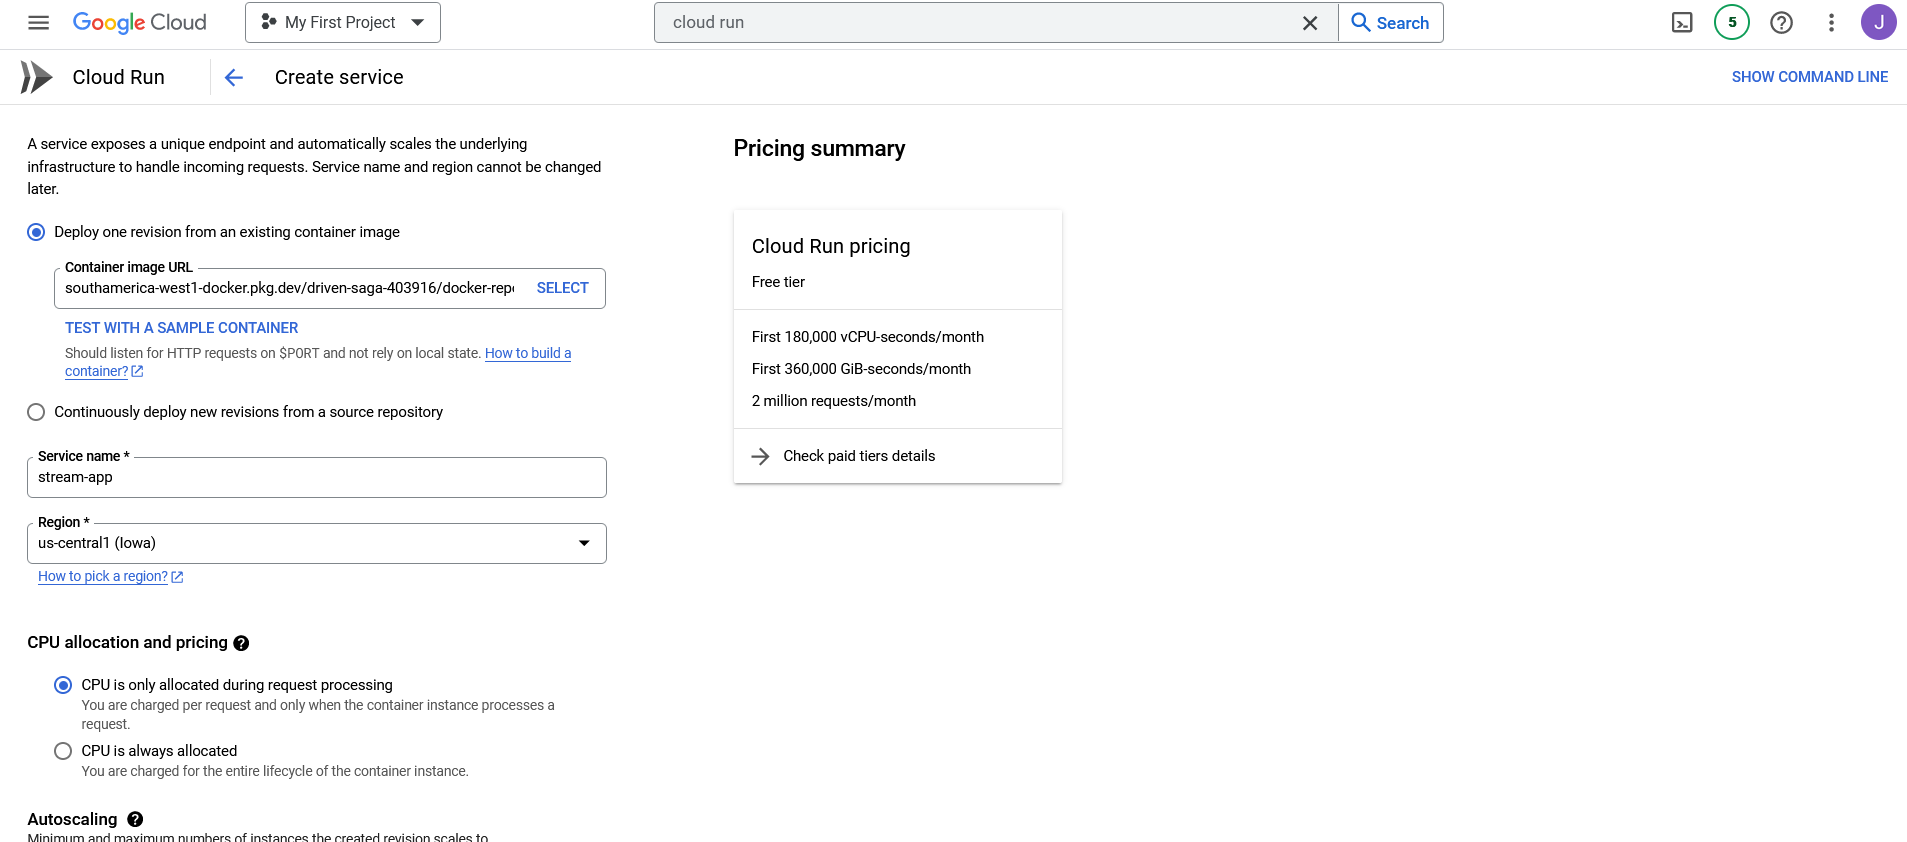 Google Cloud
My First Project
cloud run
Search
5
J
Cloud Run
Create service
SHOW COMMAND LINE
A service exposes a unique endpoint and automatically scales the underlying
infrastructure to handle incoming requests. Service name and region cannot be changed
later.
Deploy one revision from an existing container image
Container image URL
southamerica-west1-docker.pkg.dev/driven-saga-403916/docker-repo
SELECT
TEST WITH A SAMPLE CONTAINER
Should listen for HTTP requests on $PORT and not rely on local state. How to build a
container?
Continuously deploy new revisions from a source repository
Service name *
stream-app
Region *
us-central1 (Iowa)
How to pick a region?
CPU allocation and pricing
CPU is only allocated during request processing
You are charged per request and only when the container instance processes a
request.
CPU is always allocated
You are charged for the entire lifecycle of the container instance.
Autoscaling
Minimum and maximum numbers of instances the created revision scales to
Pricing summary
Cloud Run pricing
Free tier
First 180,000 vCPU-seconds/month
First 360,000 GiB-seconds/month
2 million requests/month
Check paid tiers details